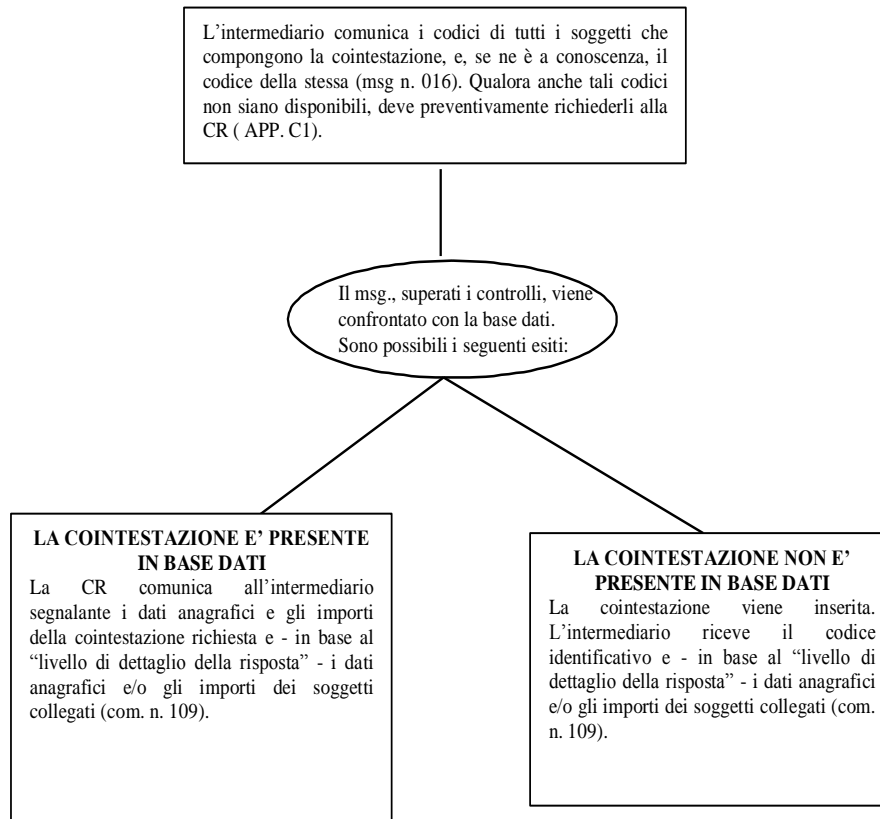 L'intermediario comunica i codici di tutti i soggetti che
compongono la cointestazione, e, se ne è a conoscenza, il
codice della stessa (msg n. 016). Qualora anche tali codici
non siano disponibili, deve preventivamente richiederli alla
CR ( APP. C1).
Il msg., superati i controlli, viene
confrontato con la base dati.
Sono possibili i seguenti esiti:
LA COINTESTAZIONE E' PRESENTE
IN BASE DATI
La CR comunica all'intermediario
segnalante i dati anagrafici e gli importi
della cointestazione richiesta e - in base al
“livello di dettaglio della risposta” - i dati
anagrafici e/o gli importi dei soggetti
collegati (com. n. 109).
LA COINTESTAZIONE NON E'
PRESENTE IN BASE DATI
La cointestazione viene inserita.
L'intermediario riceve il codice
identificativo e - in base al “livello di
dettaglio della risposta” - i dati anagrafici
e/o gli importi dei soggetti collegati (com.
n. 109).